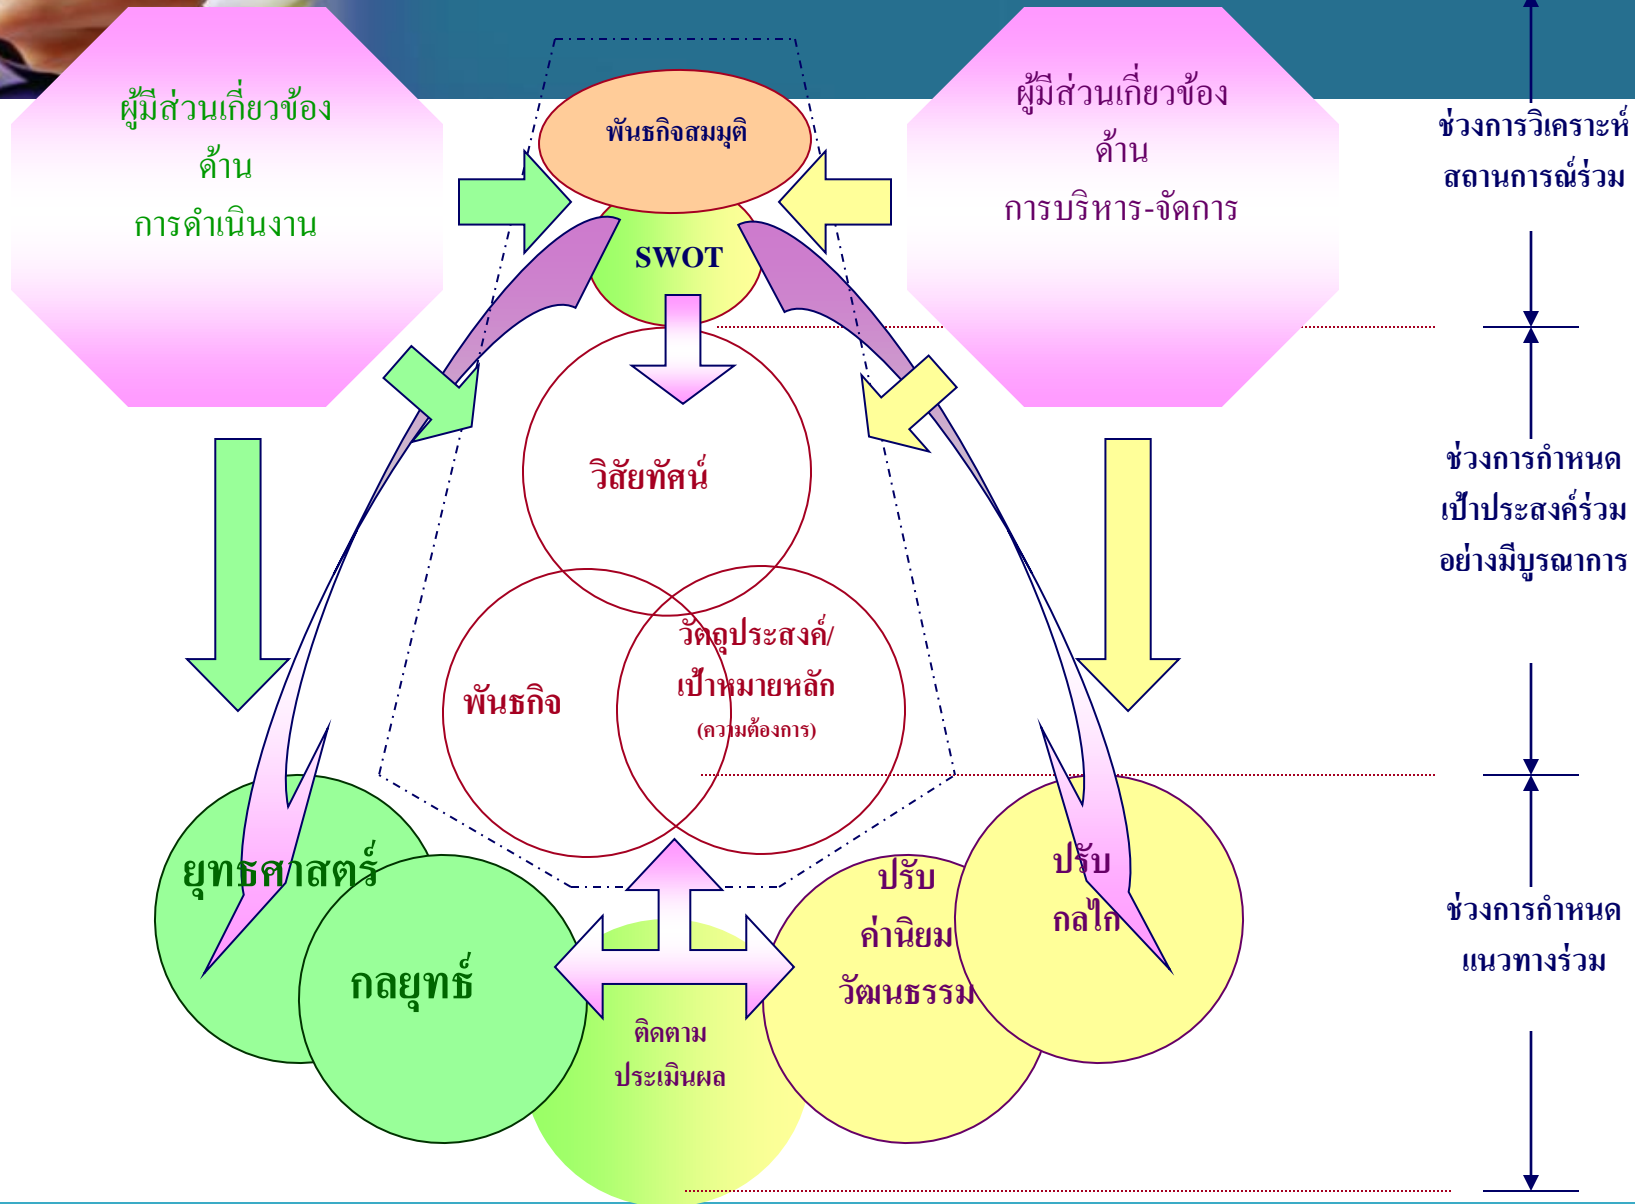 ผู้มีส่วนเกี่ยวข้อง
ด้าน
การดำเนินงาน
พันธกิจสมมุติ
SWOT
ผู้มีส่วนเกี่ยวข้อง
ด้าน
การบริหาร-จัดการ
ช่วงการวิเคราะห์
สถานการณ์ร่วม
วิสัยทัศน์
พันธกิจ
วัตถุประสงค์/
เป้าหมายหลัก
(ความต้องการ)
ช่วงการกำหนด
เป้าประสงค์ร่วม
อย่างมีบูรณาการ
ยุทธศาสตร์
กลยุทธ์
ติดตาม
ประเมินผล
ปรับ
ค่านิยม
วัฒนธรรม
ปรับ
กลไก
ช่วงการกำหนด
แนวทางร่วม